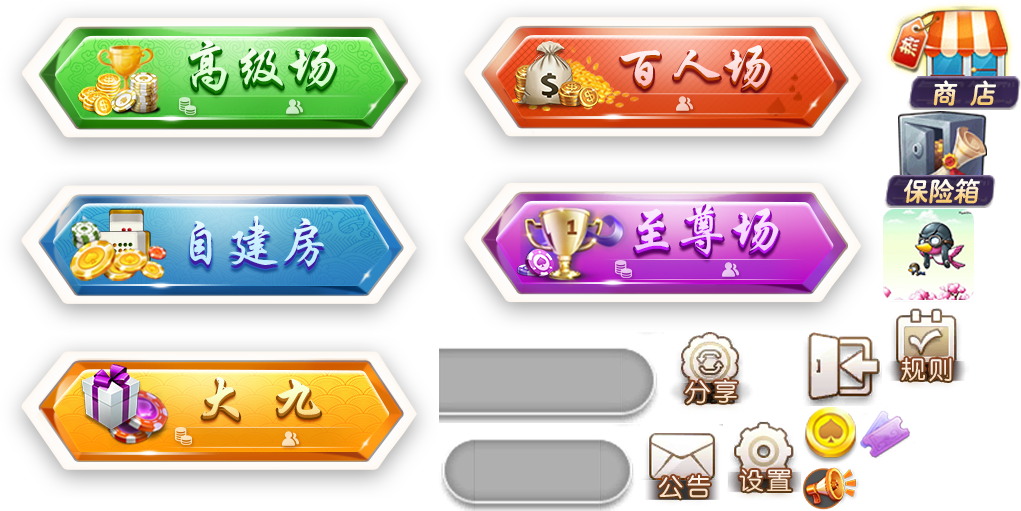 高级场
百人场
热
商店
$
保险箱
自建房
1
至尊场
大九
分享
规则
公告
设置